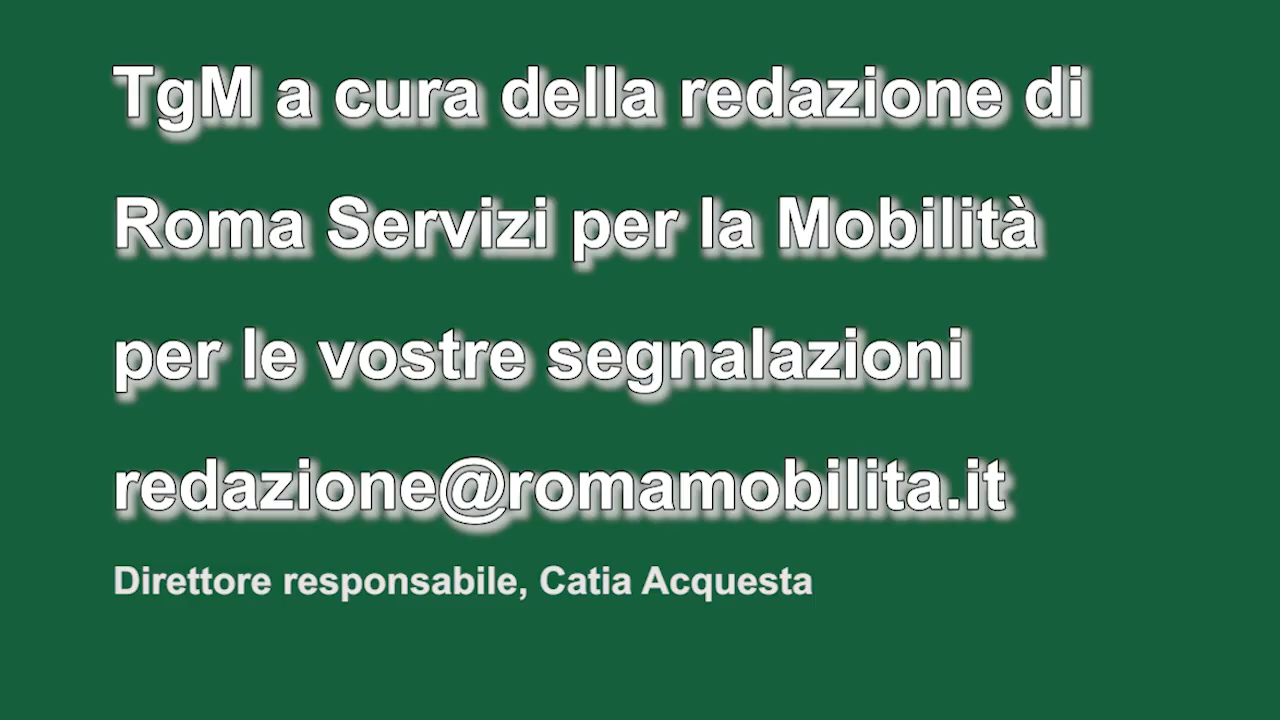 TgM a cura della redazione di
Roma Servizi per la Mobilità
per le vostre segnalazioni
redazione@romamobilita.it
Direttore responsabile, Catia Acquesta